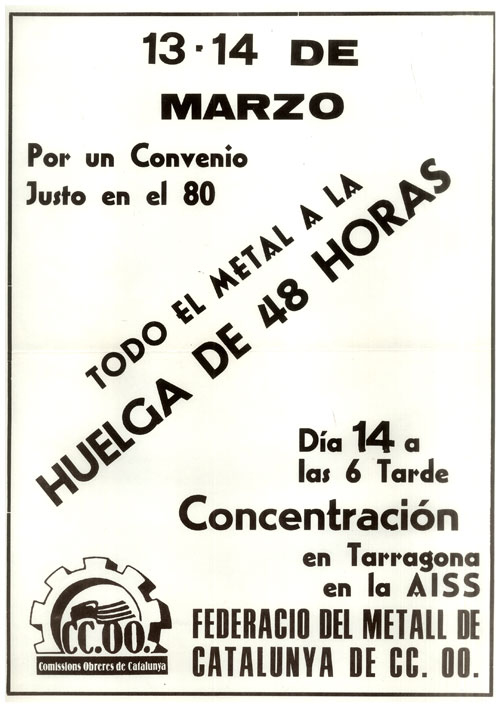 13·14 DE
MARZO
Por un Convenio
Justo en el 80
TODO EL METAL A LA
HUELGA DE 48 HORAS
Día 14 a
las 6 Tarde
Concentración
en Tarragona
en la AISS
CC.OO.
Comissions Obreres de Catalunya
FEDERACIO DEL METALL DE
CATALUNYA DE CC. OO.